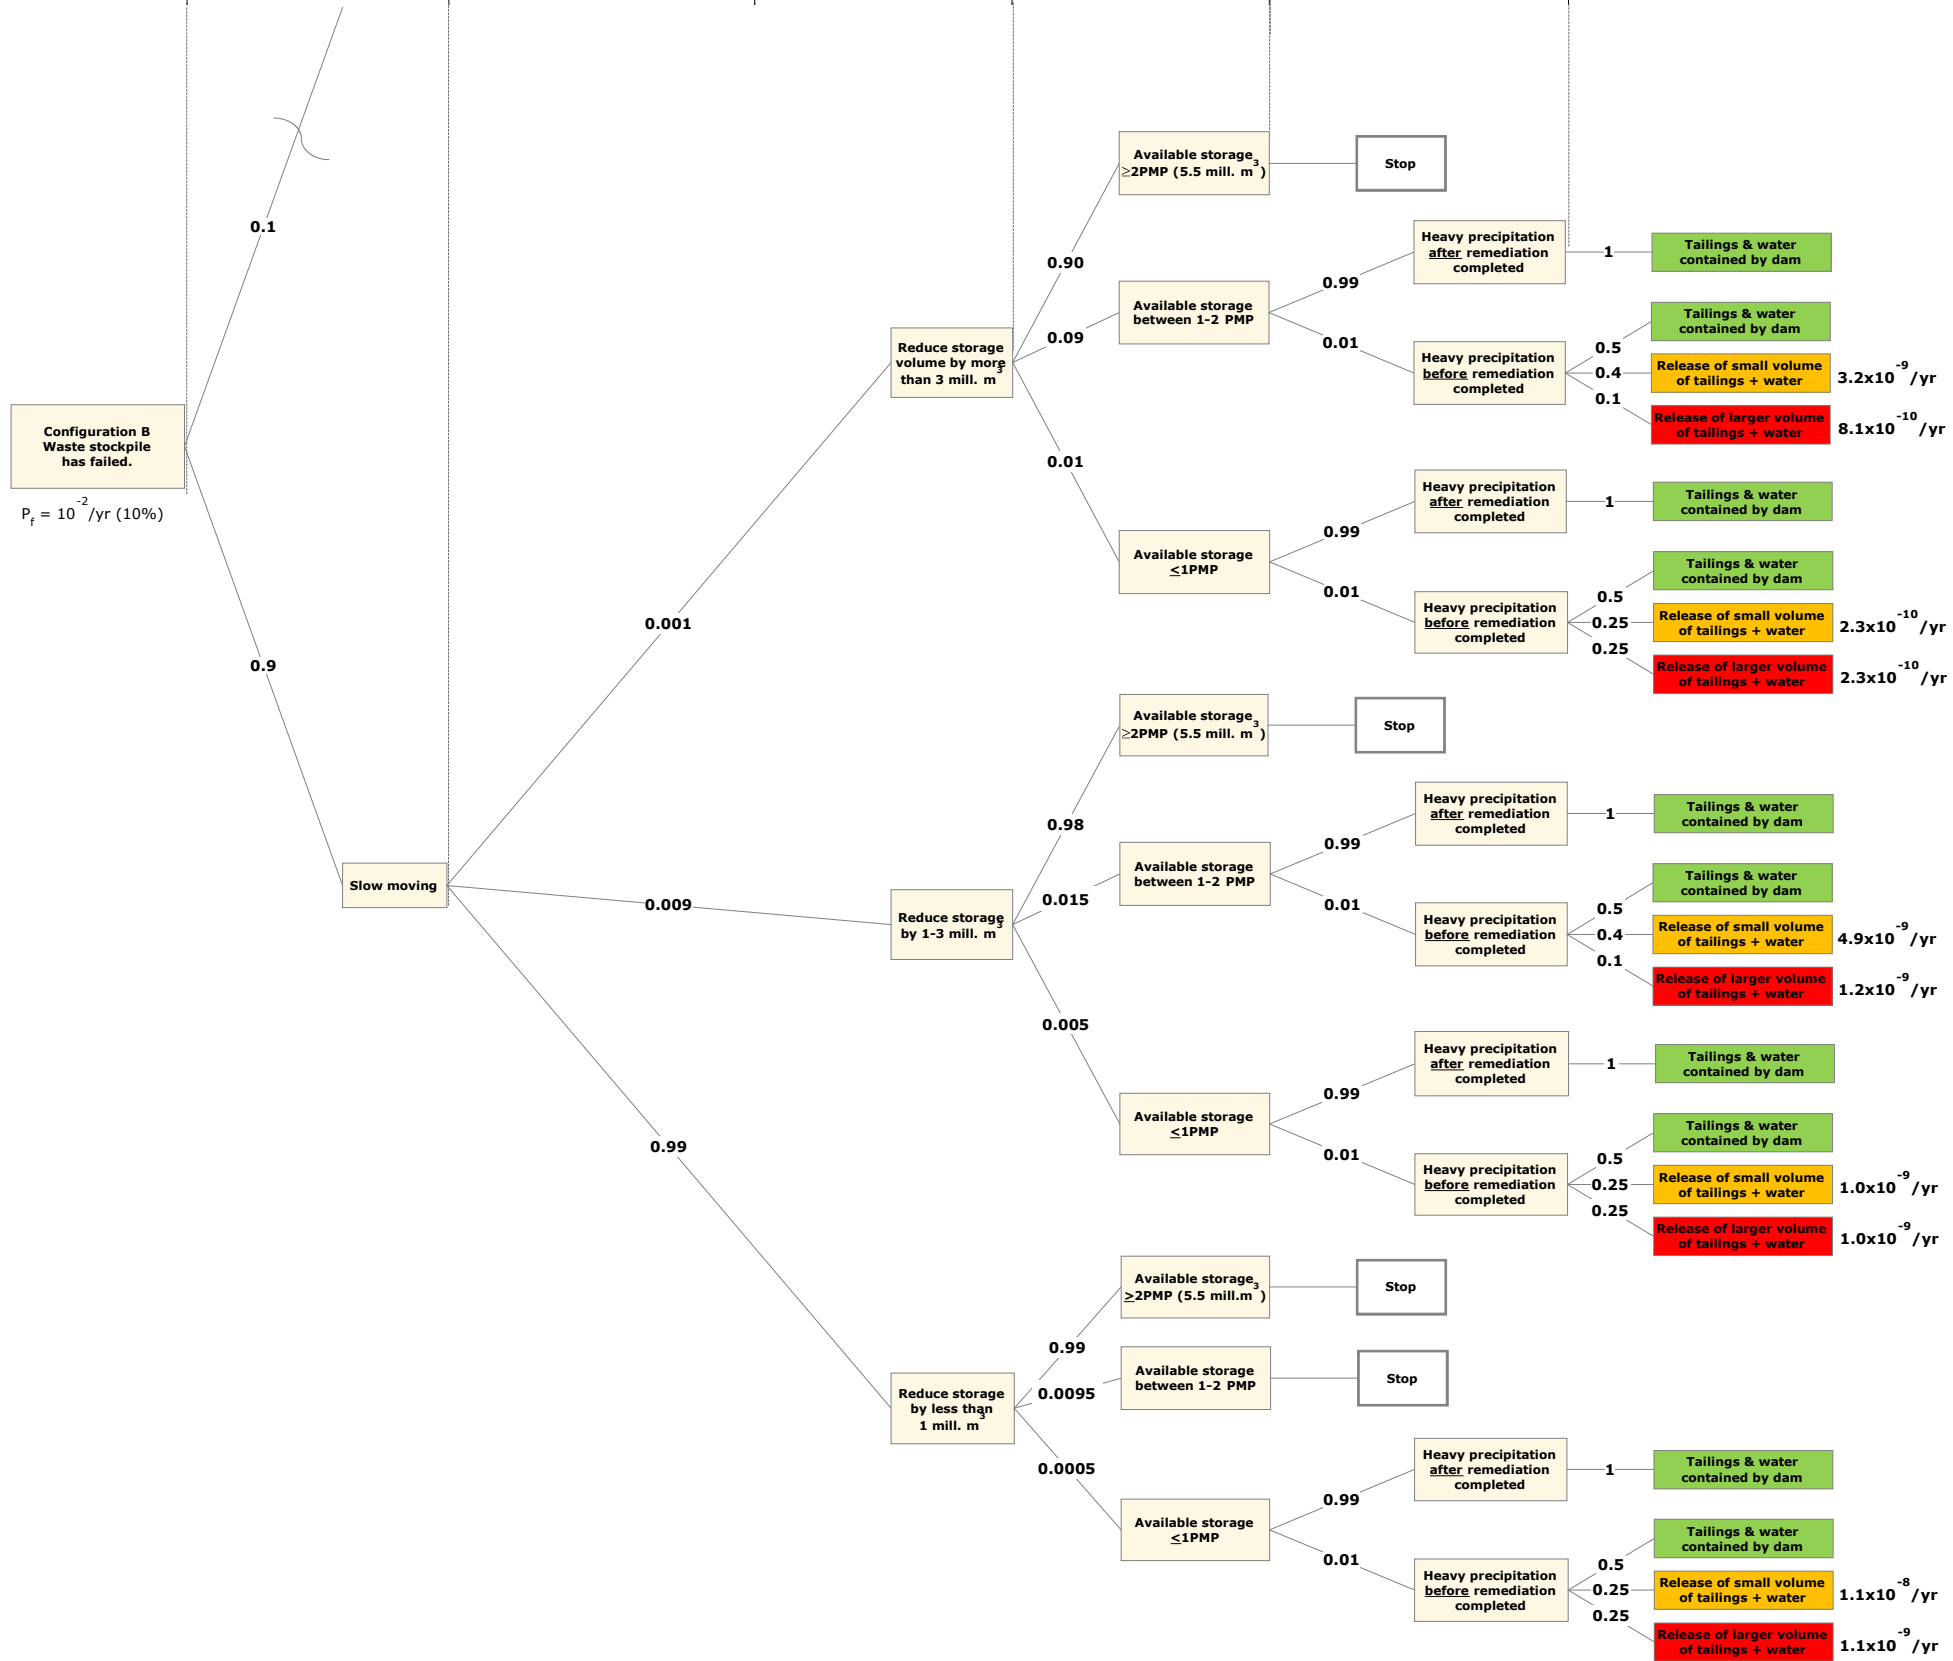 0.1
Configuration B
Waste stockpile
has failed.
Pf = 10-2/yr (10%)
0.9
Slow moving
0.001
0.009
0.99
Reduce storage
volume by more
than 3 mill. m3
0.90
0.09
0.01
Available storage
≥2PMP (5.5 mill. m3)
Stop
Available storage
between 1-2 PMP
0.99
0.01
Heavy precipitation
after remediation
completed
1
Tailings & water
contained by dam
Heavy precipitation
before remediation
completed
0.5
0.4
0.1
Tailings & water
contained by dam
Release of small volume
of tailings + water
3.2x10-9/yr
Release of larger volume
of tailings + water
8.1x10-10/yr
Available storage
≤1PMP
0.99
0.01
Heavy precipitation
after remediation
completed
1
Tailings & water
contained by dam
Heavy precipitation
before remediation
completed
0.5
0.25
0.25
Tailings & water
contained by dam
Release of small volume
of tailings + water
2.3x10-10/yr
Release of larger volume
of tailings + water
2.3x10-10/yr
Reduce storage
by 1-3 mill. m3
0.98
0.015
0.005
Available storage
≥2PMP (5.5 mill. m3)
Stop
Available storage
between 1-2 PMP
0.99
0.01
Heavy precipitation
after remediation
completed
1
Tailings & water
contained by dam
Heavy precipitation
before remediation
completed
0.5
0.4
0.1
Tailings & water
contained by dam
Release of small volume
of tailings + water
4.9x10-9/yr
Release of larger volume
of tailings + water
1.2x10-9/yr
Available storage
≤1PMP
0.99
0.01
Heavy precipitation
after remediation
completed
1
Tailings & water
contained by dam
Heavy precipitation
before remediation
completed
0.5
0.25
0.25
Tailings & water
contained by dam
Release of small volume
of tailings + water
1.0x10-9/yr
Release of larger volume
of tailings + water
1.0x10-9/yr
Reduce storage
by less than
1 mill. m3
0.99
0.0095
0.0005
Available storage
≥2PMP (5.5 mill.m3)
Stop
Available storage
between 1-2 PMP
Stop
Available storage
≤1PMP
0.99
0.01
Heavy precipitation
after remediation
completed
1
Tailings & water
contained by dam
Heavy precipitation
before remediation
completed
0.5
0.25
0.25
Tailings & water
contained by dam
Release of small volume
of tailings + water
1.1x10-8/yr
Release of larger volume
of tailings + water
1.1x10-9/yr